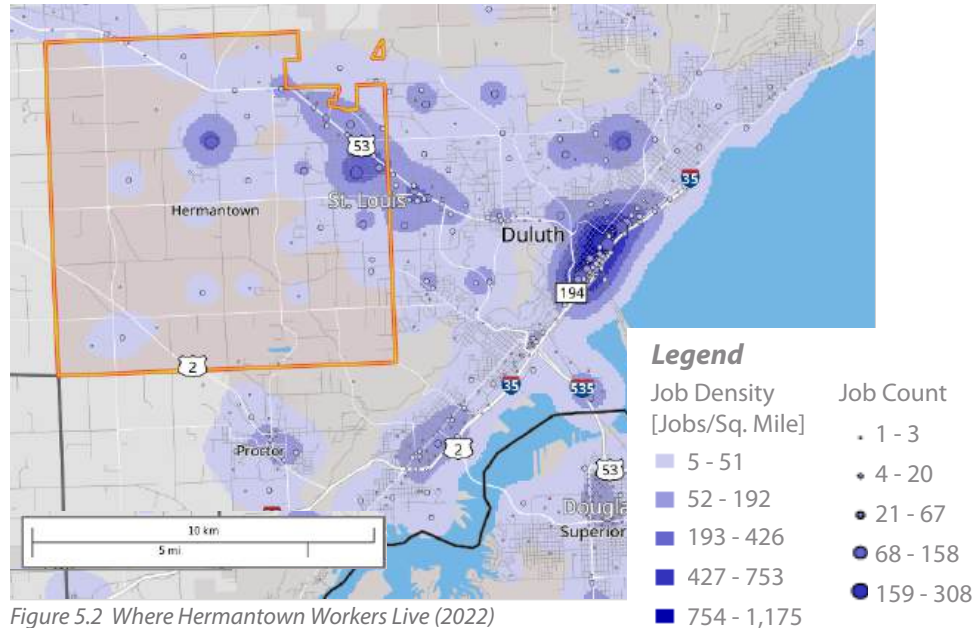 53
35
Hermantown
St. Louis
Duluth
194
2
35
535
2
Proctor
53
Superior
10 km
5 mi
Legend
Job Density
[Jobs/Sq. Mile]
5 - 51
52 - 192
193 - 426
427 - 753
754 - 1,175
Job Count
1 - 3
4 - 20
21 - 67
68 - 158
159 - 308
Figure 5.2 Where Hermantown Workers Live (2022)